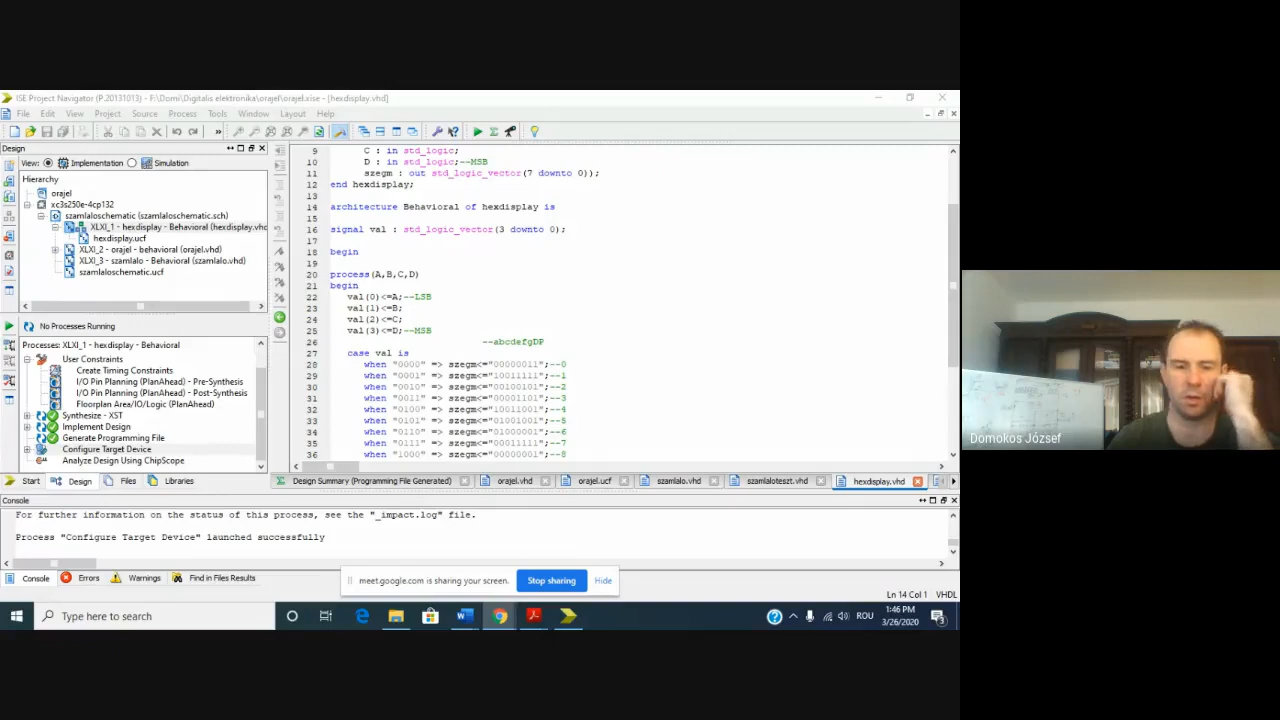 ISE Project Navigator (P.20131013) - F:\Domi\Digitalis elektronika\orajel\orajel.xise - [hexdisplay.vhd]
File Edit View Project Source Process Tools Window Layout Help
Design
View: Implementation Simulation
Hierarchy
orajel
xc3s250e-4cp132
szamlaloschematic (szamlaloschematic.sch)
XLXI_1 - hexdisplay - Behavioral (hexdisplay.vhc
hexdisplay.ucf
XLXI_2 - orajel - behavioral (orajel.vhd)
XLXI_3 - szamlalo - Behavioral (szamlalo.vhd)
szamlaloschematic.ucf
No Processes Running
Processes: XLXI_1 - hexdisplay - Behavioral
User Constraints
Create Timing Constraints
I/O Pin Planning (PlanAhead) - Pre-Synthesis
I/O Pin Planning (PlanAhead) - Post-Synthesis
Floorplan Area/IO/Logic (PlanAhead)
Synthesize - XST
Implement Design
Generate Programming File
Configure Target Device
Analyze Design Using ChipScope
Start Design Files Libraries
9 C : in std_logic;
10 D : in std_logic;--MSB
11 szegm : out std_logic_vector(7 downto 0));
12 end hexdisplay;
13
14 architecture Behavioral of hexdisplay is
15
16 signal val : std_logic_vector(3 downto 0);
17
18 begin
19
20 process(A,B,C,D)
21 begin
22 val(0)<=A;--LSB
23 val(1)<=B;
24 val(2)<=C;
25 val(3)<=D;--MSB
26 --abcdefgDP
27 case val is
28 when "0000" => szegm<="00000011";--0
29 when "0001" => szegm<="10011111";--1
30 when "0010" => szegm<="00100101";--2
31 when "0011" => szegm<="00001101";--3
32 when "0100" => szegm<="10011001";--4
33 when "0101" => szegm<="01001001";--5
34 when "0110" => szegm<="01000001";--6
35 when "0111" => szegm<="00011111";--7
36 when "1000" => szegm<="00000001";--8
Design Summary (Programming File Generated) orajel.vhd orajel.ucf szamlalo.vhd szamlaloteszt.vhd hexdisplay.vhd
Console
For further information on the status of this process, see the "_impact.log" file.
Process "Configure Target Device" launched successfully
Console Errors Warnings Find in Files Results
meet.google.com is sharing your screen. Stop sharing Hide
Ln 14 Col 1 VHDL
Type here to search
ROU
1:46 PM
3/26/2020
3
Domokos József